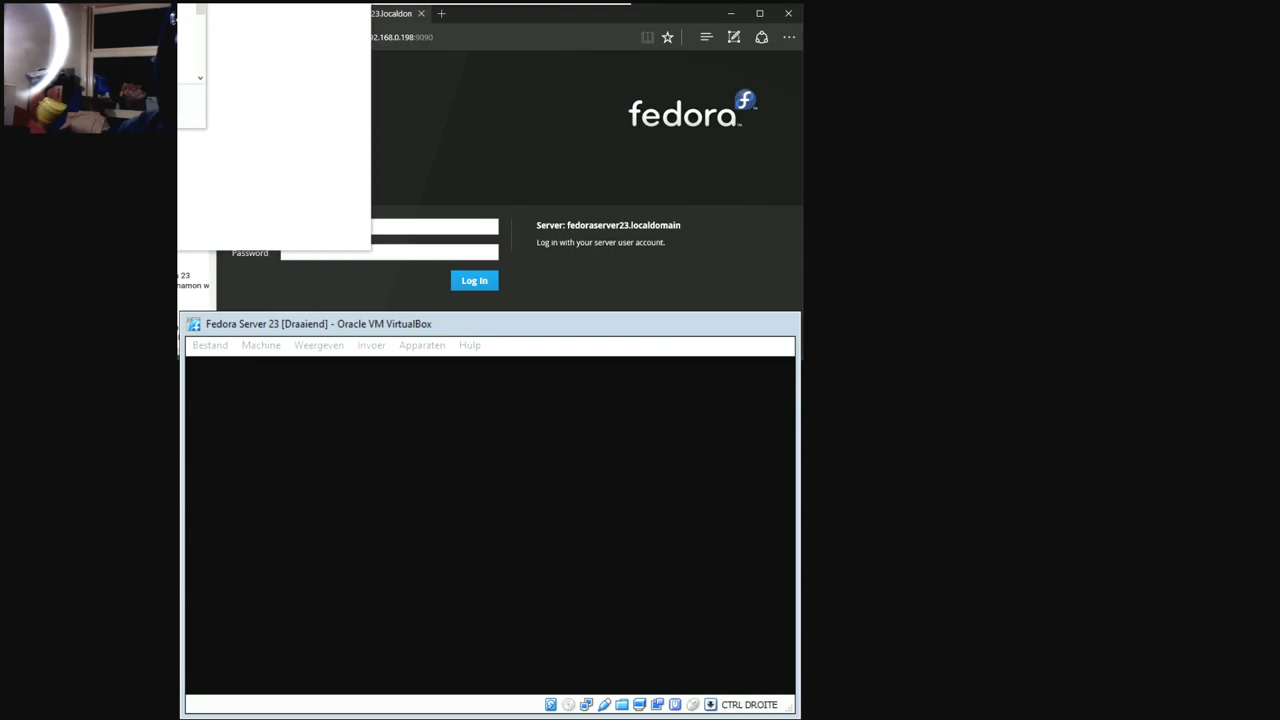 23.localdon
92.168.0.198:9090
fedora
Server: fedoraserver23.localdomain
Log in with your server user account.
Password
Log In
23
namon w
Fedora Server 23 [Draaiend] - Oracle VM VirtualBox
Bestand Machine Weergeven Invoer Apparaten Hulp
CTRL DROITE